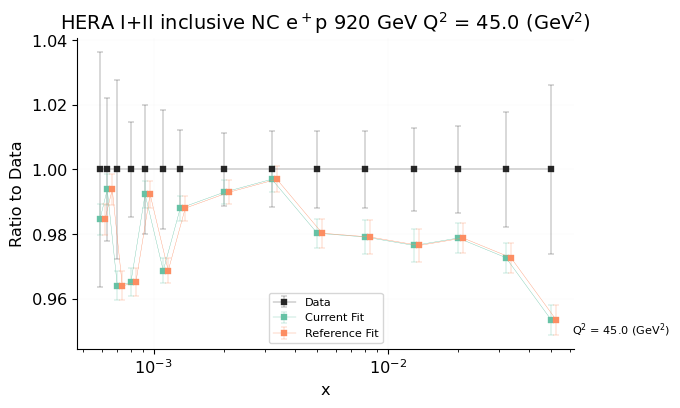 HERA I+II inclusive NC e⁺p 920 GeV Q² = 45.0 (GeV²)
Ratio to Data
1.04
1.02
1.00
0.98
0.96
Data
Current Fit
Reference Fit
Q² = 45.0 (GeV²)
10⁻³
10⁻²
x